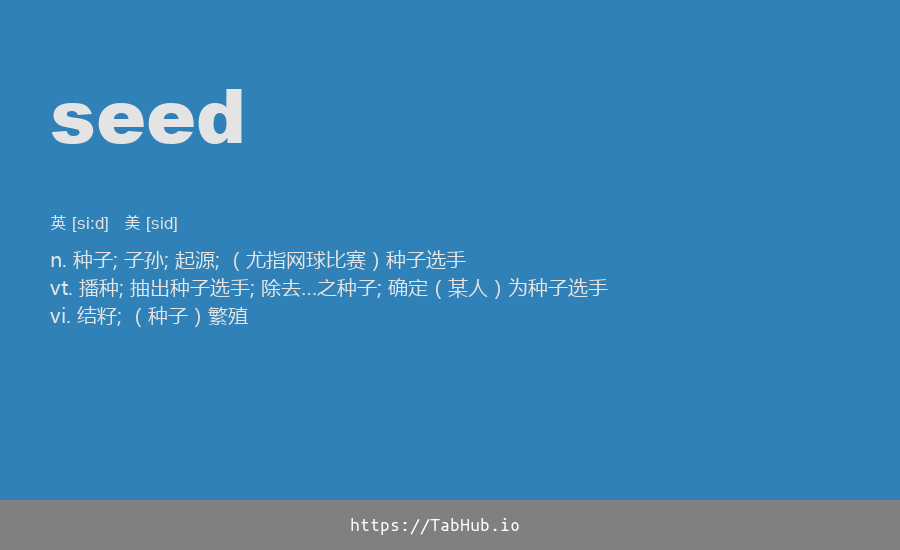 seed
英 [si:d] 美 [sid]
n. 种子; 子孙; 起源; （尤指网球比赛）种子选手
vt. 播种; 抽出种子选手; 除去…之种子; 确定（某人）为种子选手
vi. 结籽; （种子）繁殖
https://TabHub.io